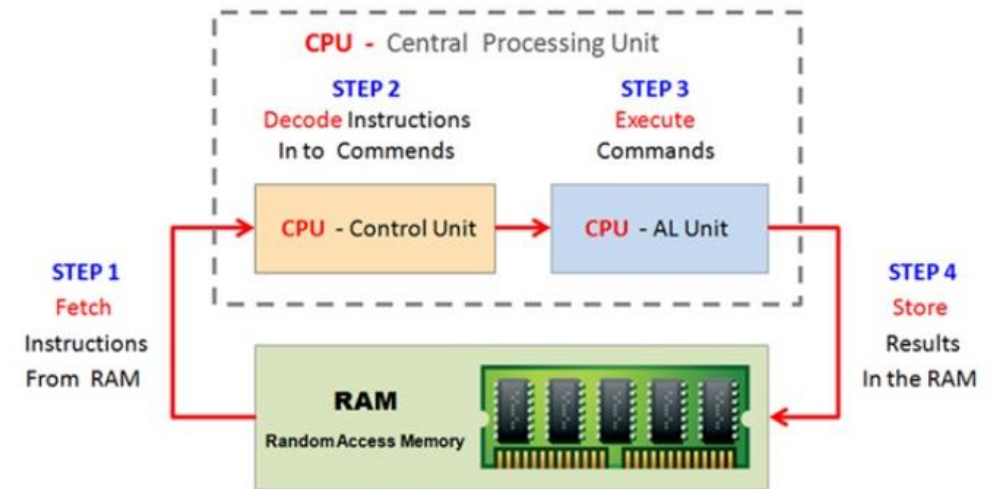 CPU - Central Processing Unit
STEP 2
Decode Instructions
In to Commends
STEP 3
Execute
Commands
CPU - Control Unit
CPU - AL Unit
STEP 1
Fetch
Instructions
From RAM
STEP 4
Store
Results
In the RAM
RAM
Random Access Memory